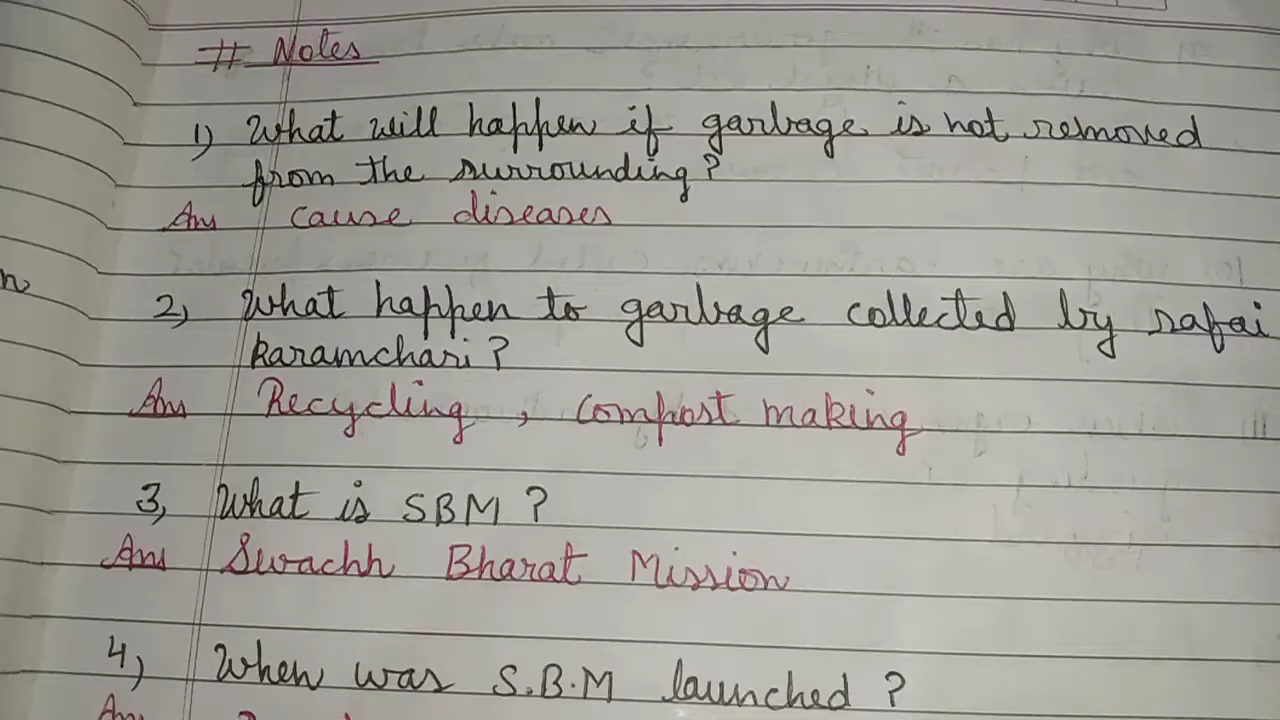 # Notes
1) What will happen if garbage is not removed
from the surrounding?
Ans cause diseases
2, What happen to garbage collected by safai
karamchari?
Ans Recycling, compost making
3, What is SBM?
Ans Swachh Bharat Mission
4) When was S.B.M launched?
Ans